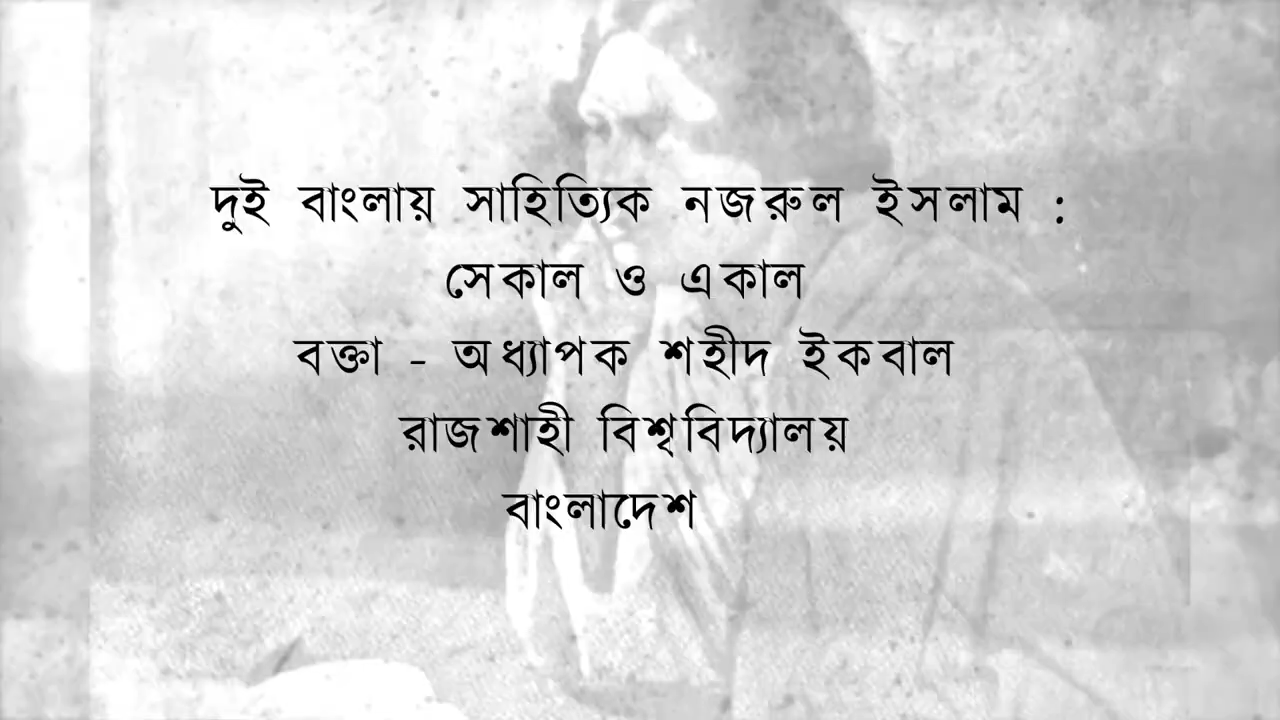 দুই বাংলায় সাহিত্যিক নজরুল ইসলাম :
সেকাল ও একাল
বক্তা - অধ্যাপক শহীদ ইকবাল
রাজশাহী বিশ্ববিদ্যালয়
বাংলাদেশ